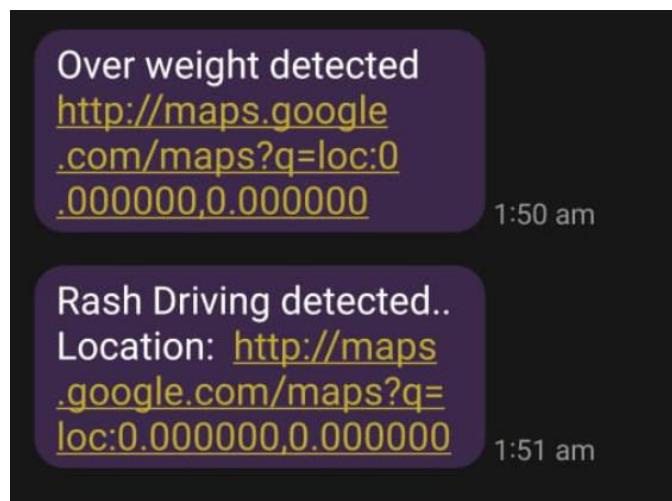 Over weight detected
http://maps.google
.com/maps?q=loc:0
.000000,0.000000
1:50 am
Rash Driving detected..
Location:  http://maps
.google.com/maps?q=
loc:0.000000,0.000000
1:51 am